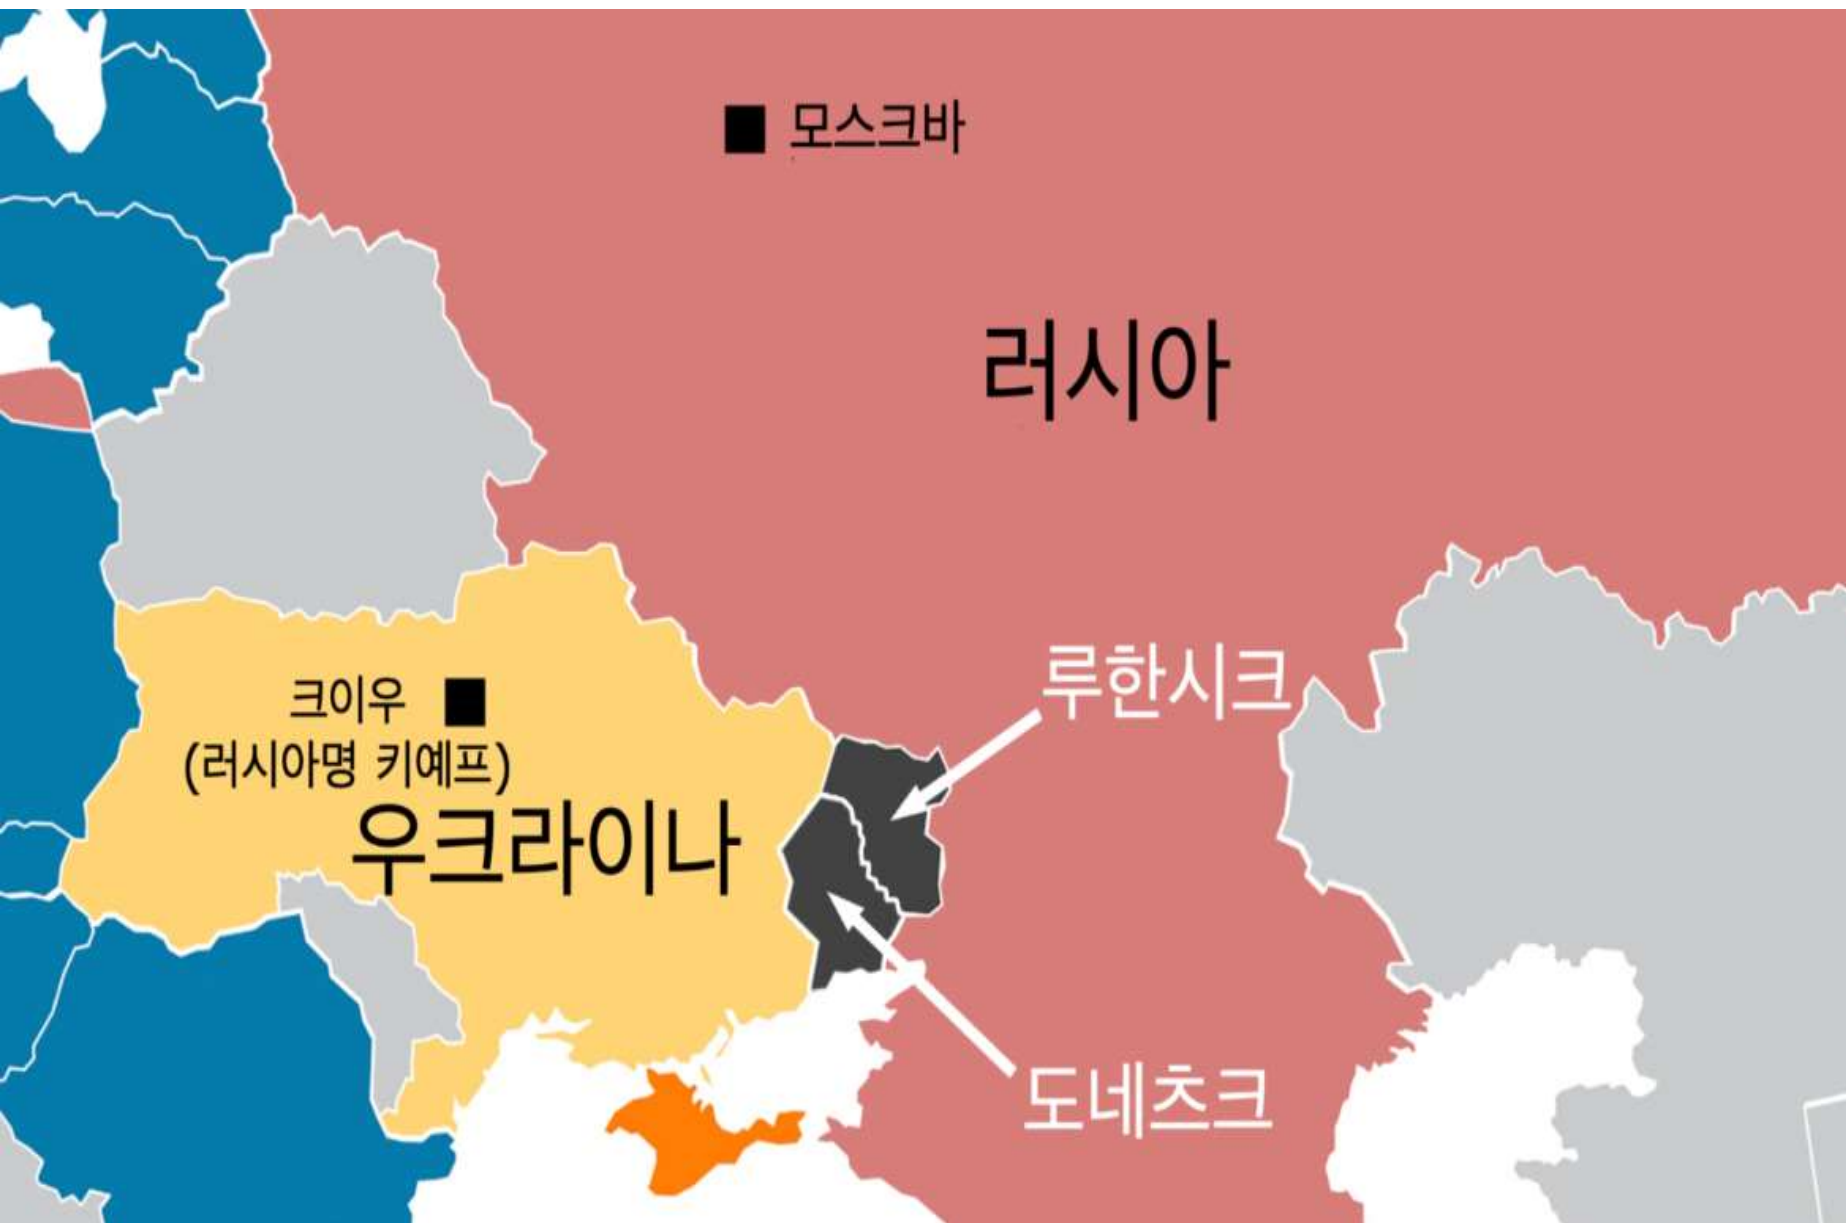 모스크바
러시아
루한시크
크이우
(러시아명 키예프)
우크라이나
도네츠크